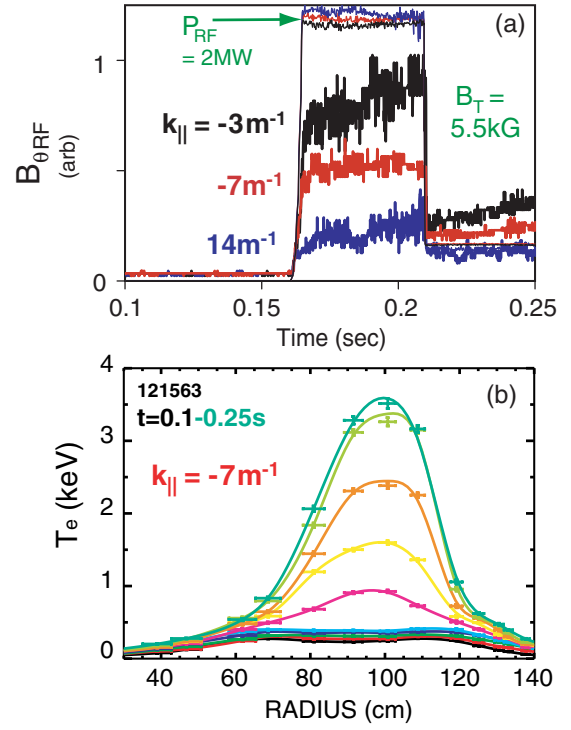 (a)
P_RF
= 2MW
1
k_|| = -3m^-1
B_T =
5.5kG
-7m^-1
14m^-1
B_θRF
(arb)
0
0.1 0.15 0.2 0.25
Time (sec)
4
121563
(b)
t=0.1-0.25s
3
k_|| = -7m^-1
T_e (keV)
2
1
0
40 60 80 100 120 140
RADIUS (cm)